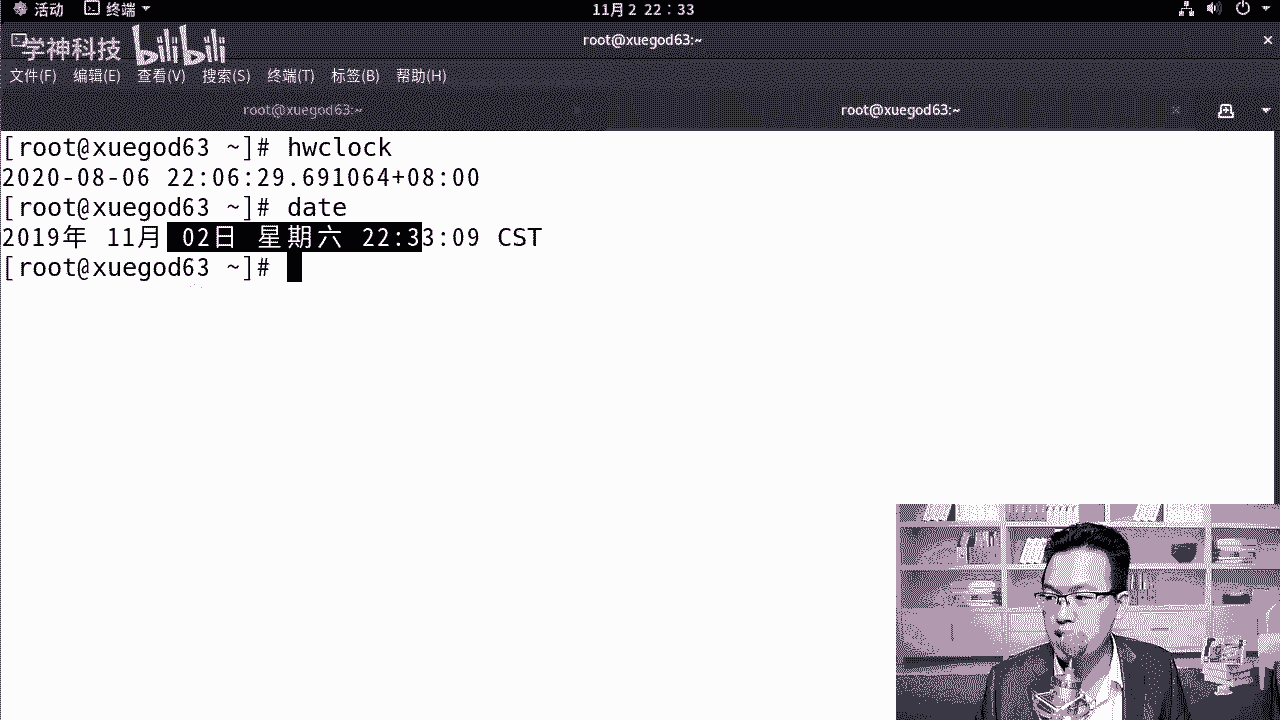 活动 终端 11月 2 22：33
学神科技 bilibili
root@xuegod63:~
文件(F) 编辑(E) 查看(V) 搜索(S) 终端(T) 标签(B) 帮助(H)
root@xuegod63:~ root@xuegod63:~
[root@xuegod63 ~]# hwclock
2020-08-06 22:06:29.691064+08:00
[root@xuegod63 ~]# date
2019年 11月 02日 星期六 22:33:09 CST
[root@xuegod63 ~]#